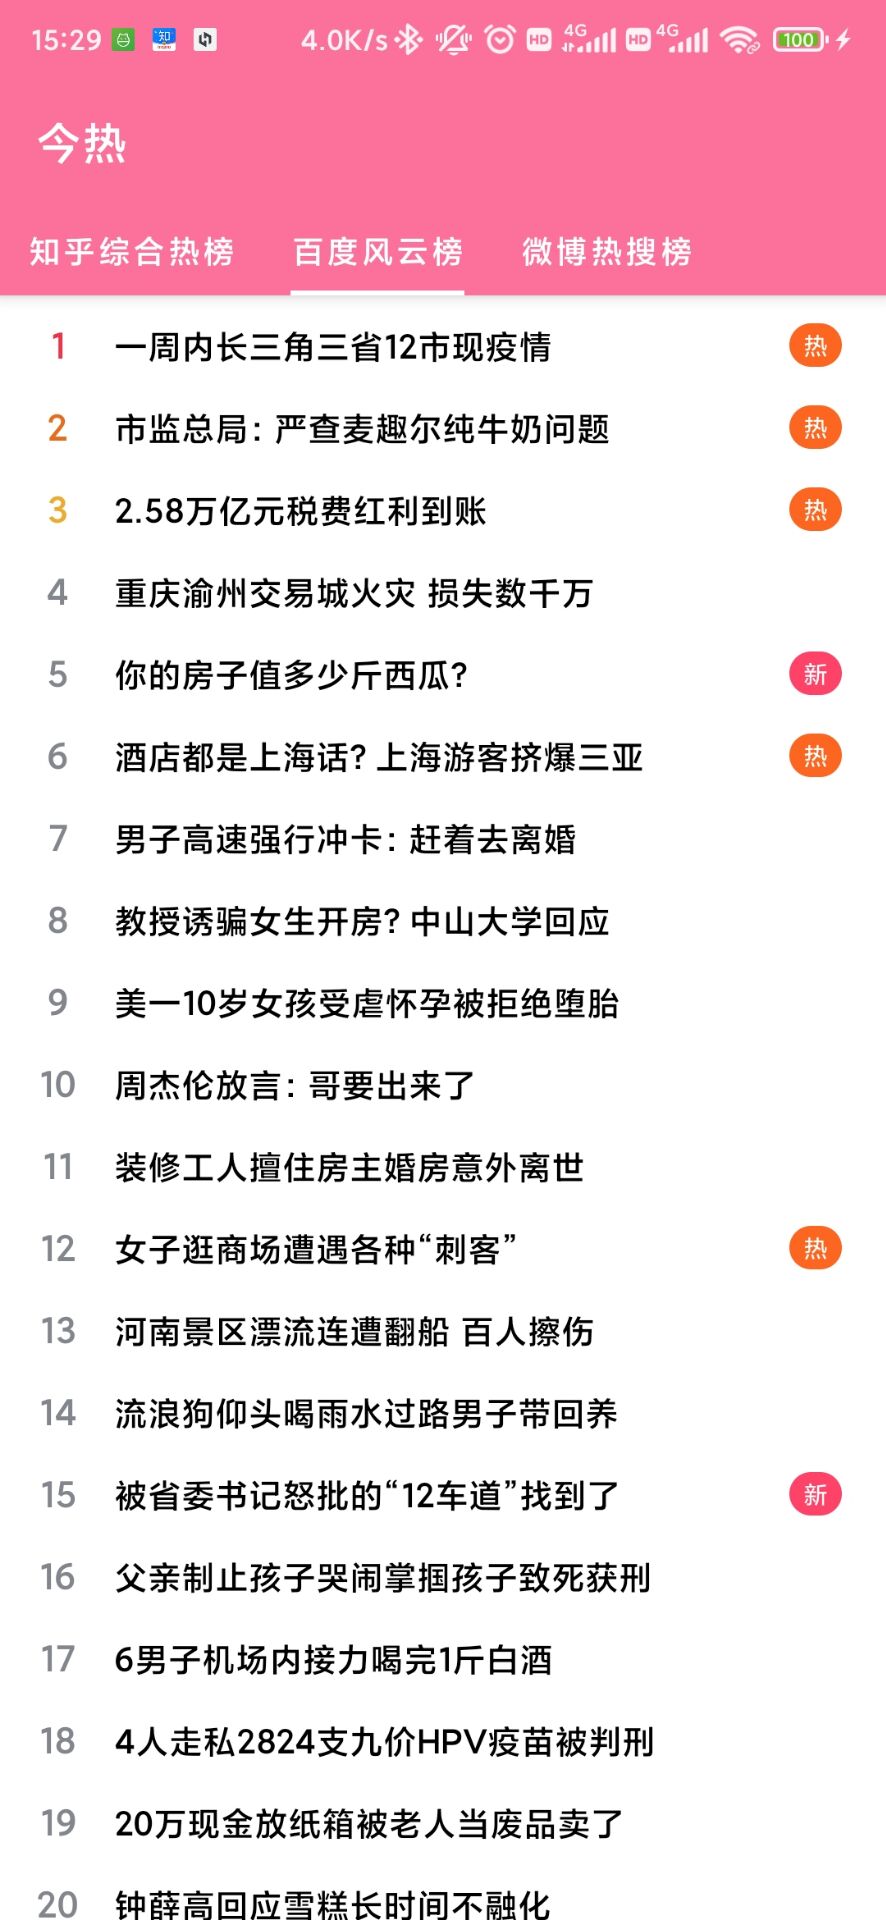 15:29 知 4.0K/s HD 4G HD 4G 100
今热
知乎综合热榜 百度风云榜 微博热搜榜
1 一周内长三角三省12市现疫情 热
2 市监总局：严查麦趣尔纯牛奶问题 热
3 2.58万亿元税费红利到账 热
4 重庆渝州交易城火灾 损失数千万
5 你的房子值多少斤西瓜? 新
6 酒店都是上海话? 上海游客挤爆三亚 热
7 男子高速强行冲卡：赶着去离婚
8 教授诱骗女生开房? 中山大学回应
9 美一10岁女孩受虐怀孕被拒绝堕胎
10 周杰伦放言：哥要出来了
11 装修工人擅住房主婚房意外离世
12 女子逛商场遭遇各种“刺客” 热
13 河南景区漂流连遭翻船 百人擦伤
14 流浪狗仰头喝雨水过路男子带回养
15 被省委书记怒批的“12车道”找到了 新
16 父亲制止孩子哭闹掌掴孩子致死获刑
17 6男子机场内接力喝完1斤白酒
18 4人走私2824支九价HPV疫苗被判刑
19 20万现金放纸箱被老人当废品卖了
20 钟薛高回应雪糕长时间不融化